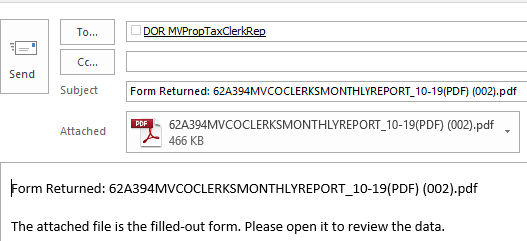 To...
DOR MVPropTaxClerkRep
Cc...
Send
Subject
Form Returned: 62A394MVCOCLERKSMONTHLYREPORT_10-19(PDF) (002).pdf
Attached
PDF
62A394MVCOCLERKSMONTHLYREPORT_10-19(PDF) (002).pdf
466 KB
Form Returned: 62A394MVCOCLERKSMONTHLYREPORT_10-19(PDF) (002).pdf
The attached file is the filled-out form. Please open it to review the data.